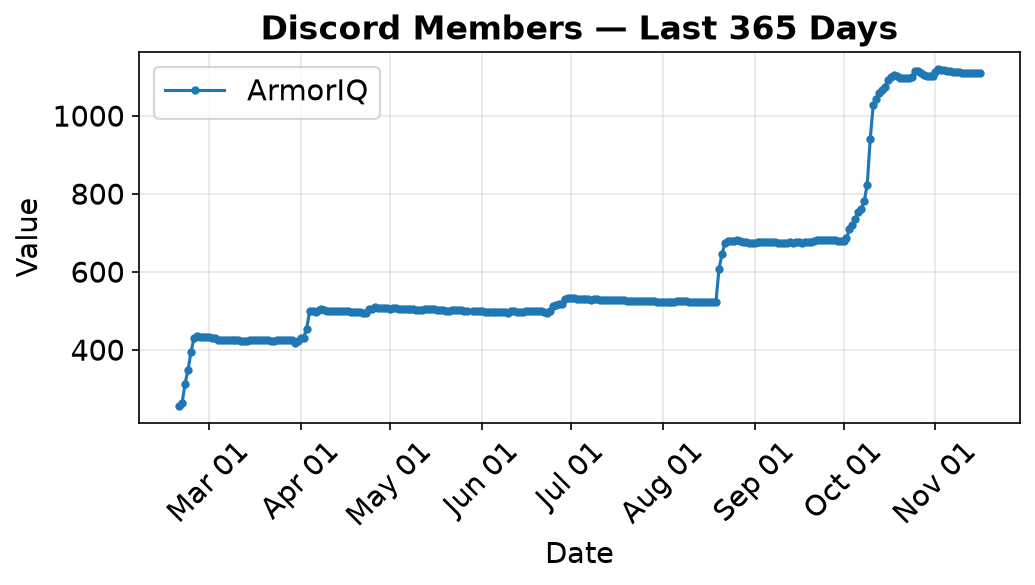 Discord Members — Last 365 Days
ArmorIQ
Value
1000
800
600
400
Mar 01
Apr 01
May 01
Jun 01
Jul 01
Aug 01
Sep 01
Oct 01
Nov 01
Date